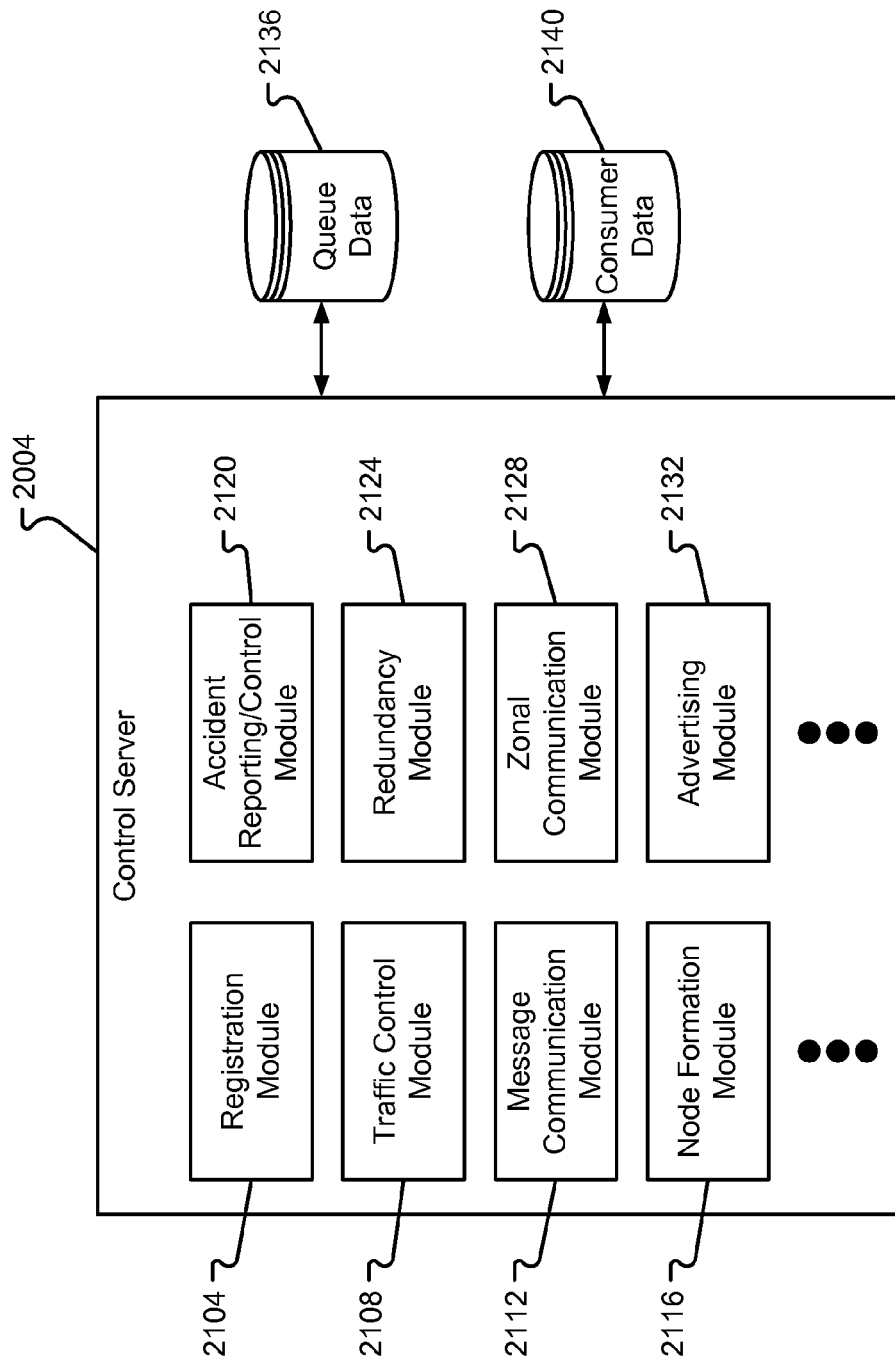 Control Server
2004
2104
Registration
Module
Accident
Reporting/Control
Module
2120
2108
Traffic Control
Module
Redundancy
Module
2124
2112
Message
Communication
Module
Zonal
Communication
Module
2128
2116
Node Formation
Module
Advertising
Module
2132
Queue
Data
2136
Consumer
Data
2140